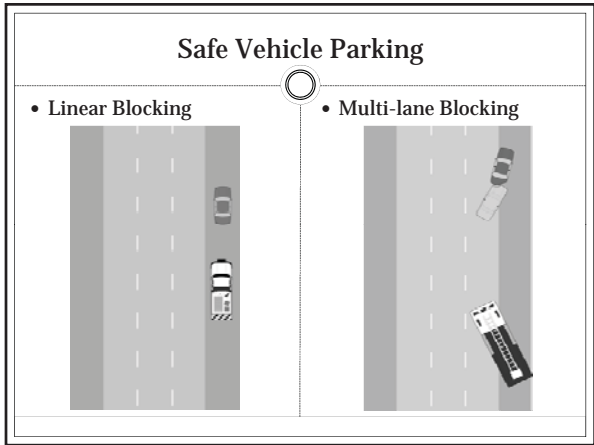 Safe Vehicle Parking
• Linear Blocking
• Multi-lane Blocking